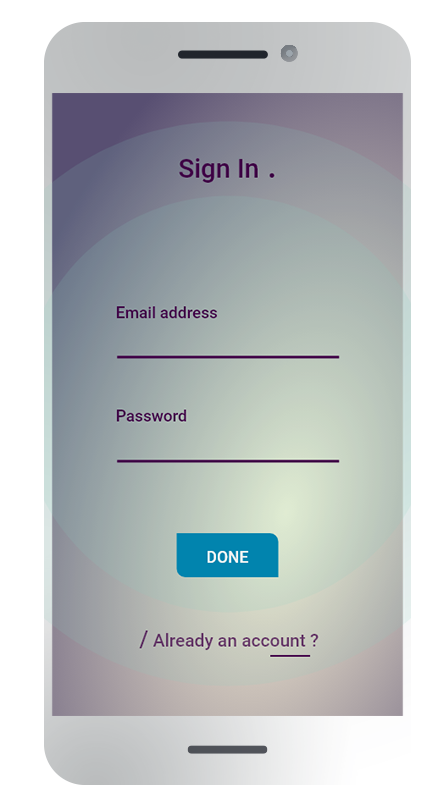 Sign In .
Email address
Password
DONE
/ Already an account ?